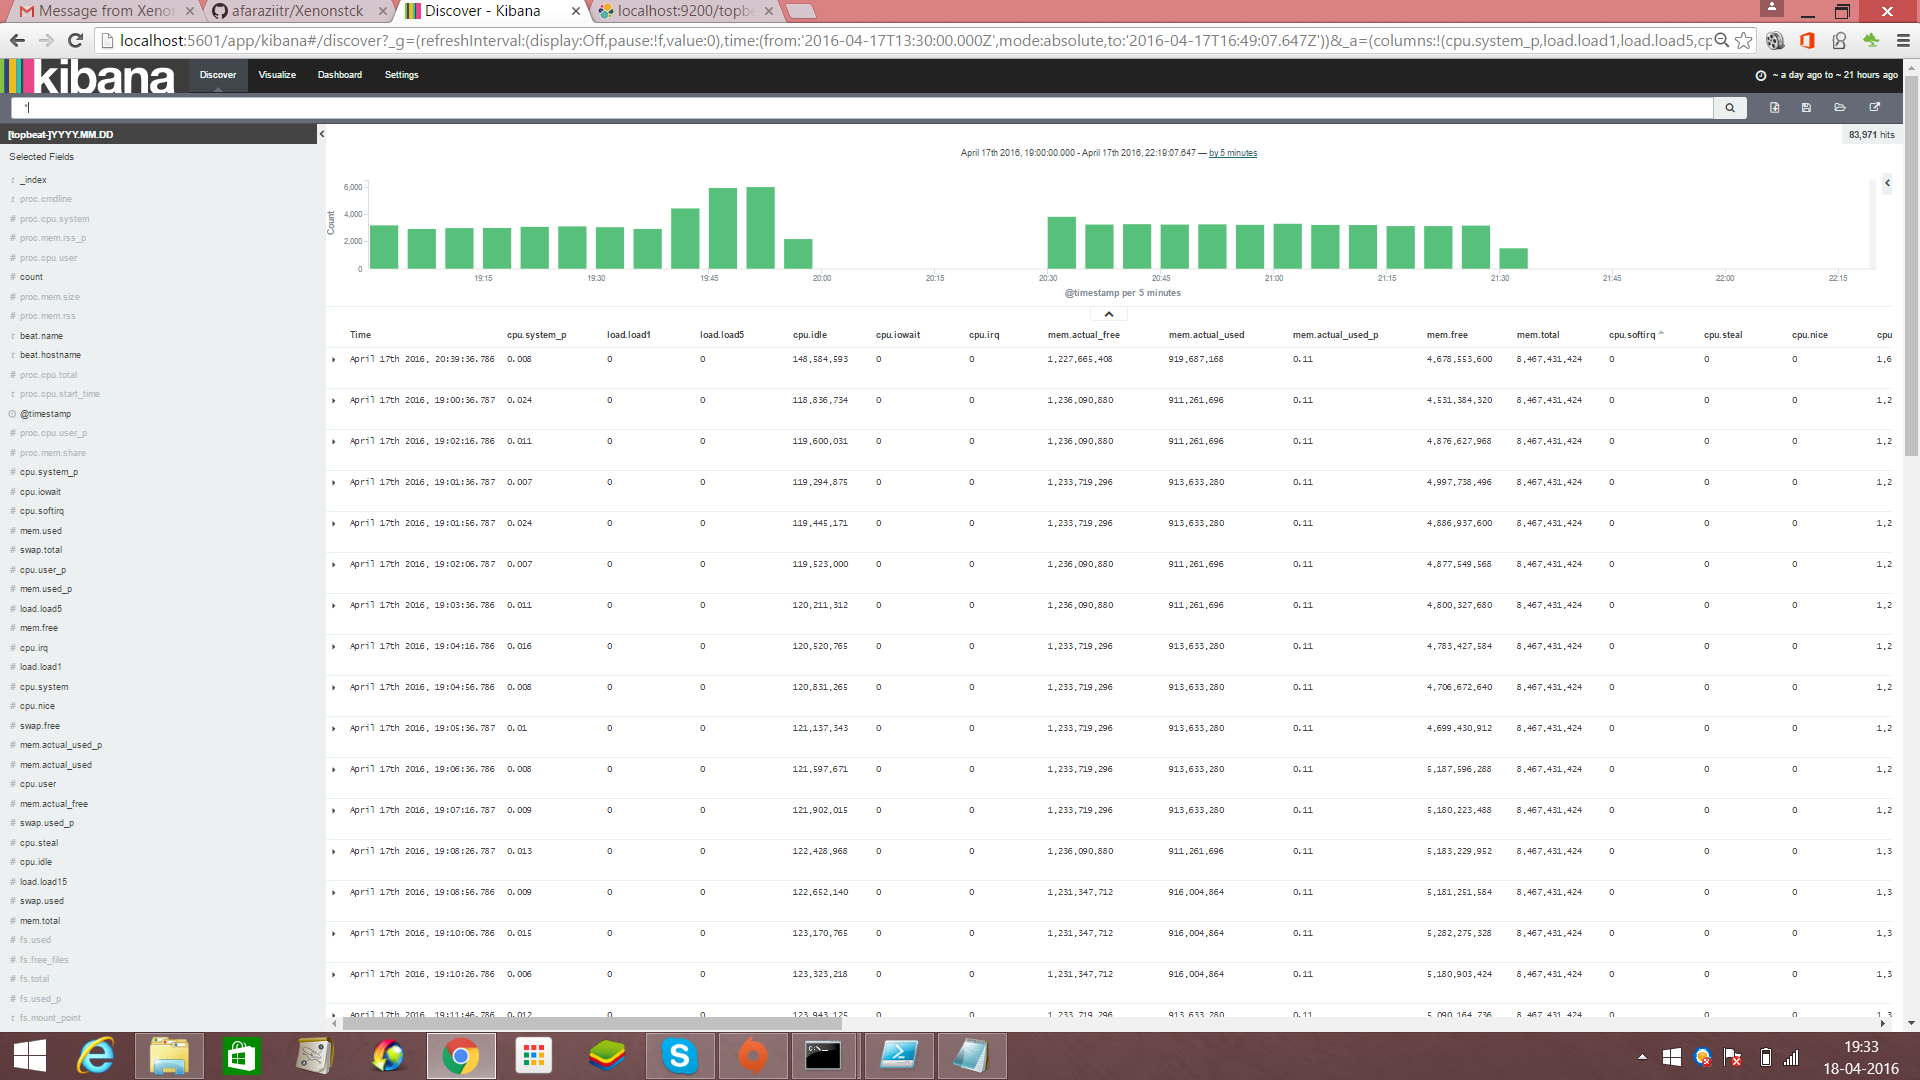 Message from Xenon
afaraziitr/Xenonstck
Discover - Kibana
localhost:9200/topbe
localhost:5601/app/kibana#/discover?_g=(refreshInterval:(display:Off,pause:!f,value:0),time:(from:'2016-04-17T13:30:00.000Z',mode:absolute,to:'2016-04-17T16:49:07.647Z'))&_a=(columns:!(cpu.system_p,load.load1,load.load5,cp
kibana Discover Visualize Dashboard Settings ~ a day ago to ~ 21 hours ago
*
[topbeat-]YYYY.MM.DD
83,971 hits
Selected Fields
_index
proc.cmdline
proc.cpu.system
proc.mem.rss_p
proc.cpu.user
count
proc.mem.size
proc.mem.rss
beat.name
beat.hostname
proc.cpu.total
proc.cpu.start_time
@timestamp
proc.cpu.user_p
proc.mem.share
cpu.system_p
cpu.iowait
cpu.softirq
mem.used
swap.total
cpu.user_p
mem.used_p
load.load5
mem.free
cpu.irq
load.load1
cpu.system
cpu.nice
swap.free
mem.actual_used_p
mem.actual_used
cpu.user
mem.actual_free
swap.used_p
cpu.steal
cpu.idle
load.load15
swap.used
mem.total
fs.used
fs.free_files
fs.total
fs.used_p
fs.mount_point
April 17th 2016, 19:00:00.000 - April 17th 2016, 22:19:07.647 — by 5 minutes
Count
6,000
4,000
2,000
0
19:15 19:30 19:45 20:00 20:15 20:30 20:45 21:00 21:15 21:30 21:45 22:00 22:15
@timestamp per 5 minutes
Time cpu.system_p load.load1 load.load5 cpu.idle cpu.iowait cpu.irq mem.actual_free mem.actual_used mem.actual_used_p mem.free mem.total cpu.softirq cpu.steal cpu.nice cpu
April 17th 2016, 20:39:36.786 0.008 0 0 148,584,593 0 0 1,227,665,408 919,687,168 0.11 4,678,553,600 8,467,431,424 0 0 0 1,6
April 17th 2016, 19:00:36.787 0.024 0 0 118,836,734 0 0 1,236,090,880 911,261,696 0.11 4,531,384,320 8,467,431,424 0 0 0 1,2
April 17th 2016, 19:02:16.786 0.011 0 0 119,600,031 0 0 1,236,090,880 911,261,696 0.11 4,876,627,968 8,467,431,424 0 0 0 1,2
April 17th 2016, 19:01:36.787 0.007 0 0 119,294,875 0 0 1,233,719,296 913,633,280 0.11 4,997,738,496 8,467,431,424 0 0 0 1,2
April 17th 2016, 19:01:56.787 0.024 0 0 119,445,171 0 0 1,233,719,296 913,633,280 0.11 4,886,937,600 8,467,431,424 0 0 0 1,2
April 17th 2016, 19:02:06.787 0.007 0 0 119,523,000 0 0 1,236,090,880 911,261,696 0.11 4,877,549,568 8,467,431,424 0 0 0 1,2
April 17th 2016, 19:03:36.786 0.011 0 0 120,211,312 0 0 1,236,090,880 911,261,696 0.11 4,800,327,680 8,467,431,424 0 0 0 1,2
April 17th 2016, 19:04:16.786 0.016 0 0 120,520,765 0 0 1,233,719,296 913,633,280 0.11 4,783,427,584 8,467,431,424 0 0 0 1,2
April 17th 2016, 19:04:56.786 0.008 0 0 120,831,265 0 0 1,233,719,296 913,633,280 0.11 4,706,672,640 8,467,431,424 0 0 0 1,2
April 17th 2016, 19:05:36.786 0.01 0 0 121,137,343 0 0 1,233,719,296 913,633,280 0.11 4,699,430,912 8,467,431,424 0 0 0 1,2
April 17th 2016, 19:06:36.786 0.008 0 0 121,597,671 0 0 1,233,719,296 913,633,280 0.11 5,187,596,288 8,467,431,424 0 0 0 1,2
April 17th 2016, 19:07:16.787 0.009 0 0 121,902,015 0 0 1,233,719,296 913,633,280 0.11 5,180,223,488 8,467,431,424 0 0 0 1,2
April 17th 2016, 19:08:26.787 0.013 0 0 122,428,968 0 0 1,236,090,880 911,261,696 0.11 5,183,229,952 8,467,431,424 0 0 0 1,3
April 17th 2016, 19:08:56.786 0.009 0 0 122,652,140 0 0 1,231,347,712 916,004,864 0.11 5,181,251,584 8,467,431,424 0 0 0 1,3
April 17th 2016, 19:10:06.786 0.015 0 0 123,170,765 0 0 1,231,347,712 916,004,864 0.11 5,282,275,328 8,467,431,424 0 0 0 1,3
April 17th 2016, 19:10:26.786 0.006 0 0 123,323,218 0 0 1,231,347,712 916,004,864 0.11 5,180,903,424 8,467,431,424 0 0 0 1,3
April 17th 2016, 19:11:46.786 0.012 0 0 123,943,125 0 0 1,233,719,296 913,633,280 0.11 5,090,164,736 8,467,431,424 0 0 0 1,3
19:33
18-04-2016